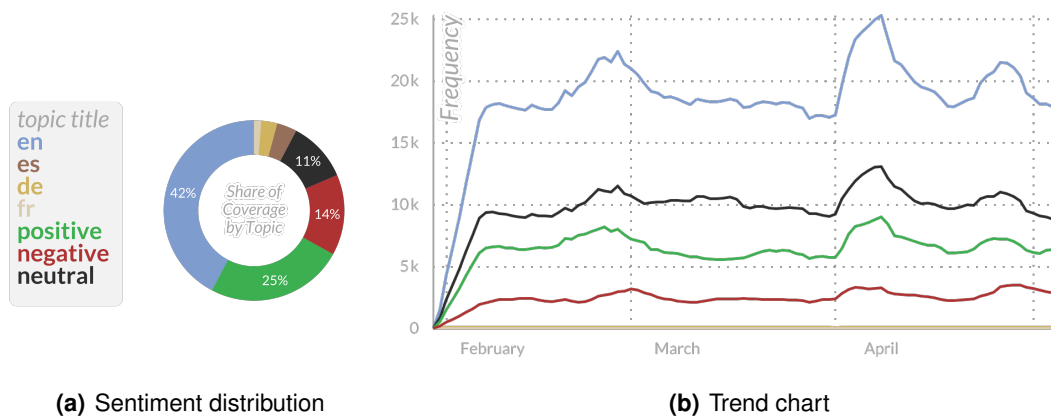 topic title
en
es
de
fr
positive
negative
neutral
42%
11%
14%
25%
Share of
Coverage
by Topic
(a) Sentiment distribution
Frequency
25k
20k
15k
10k
5k
0
February March April
(b) Trend chart